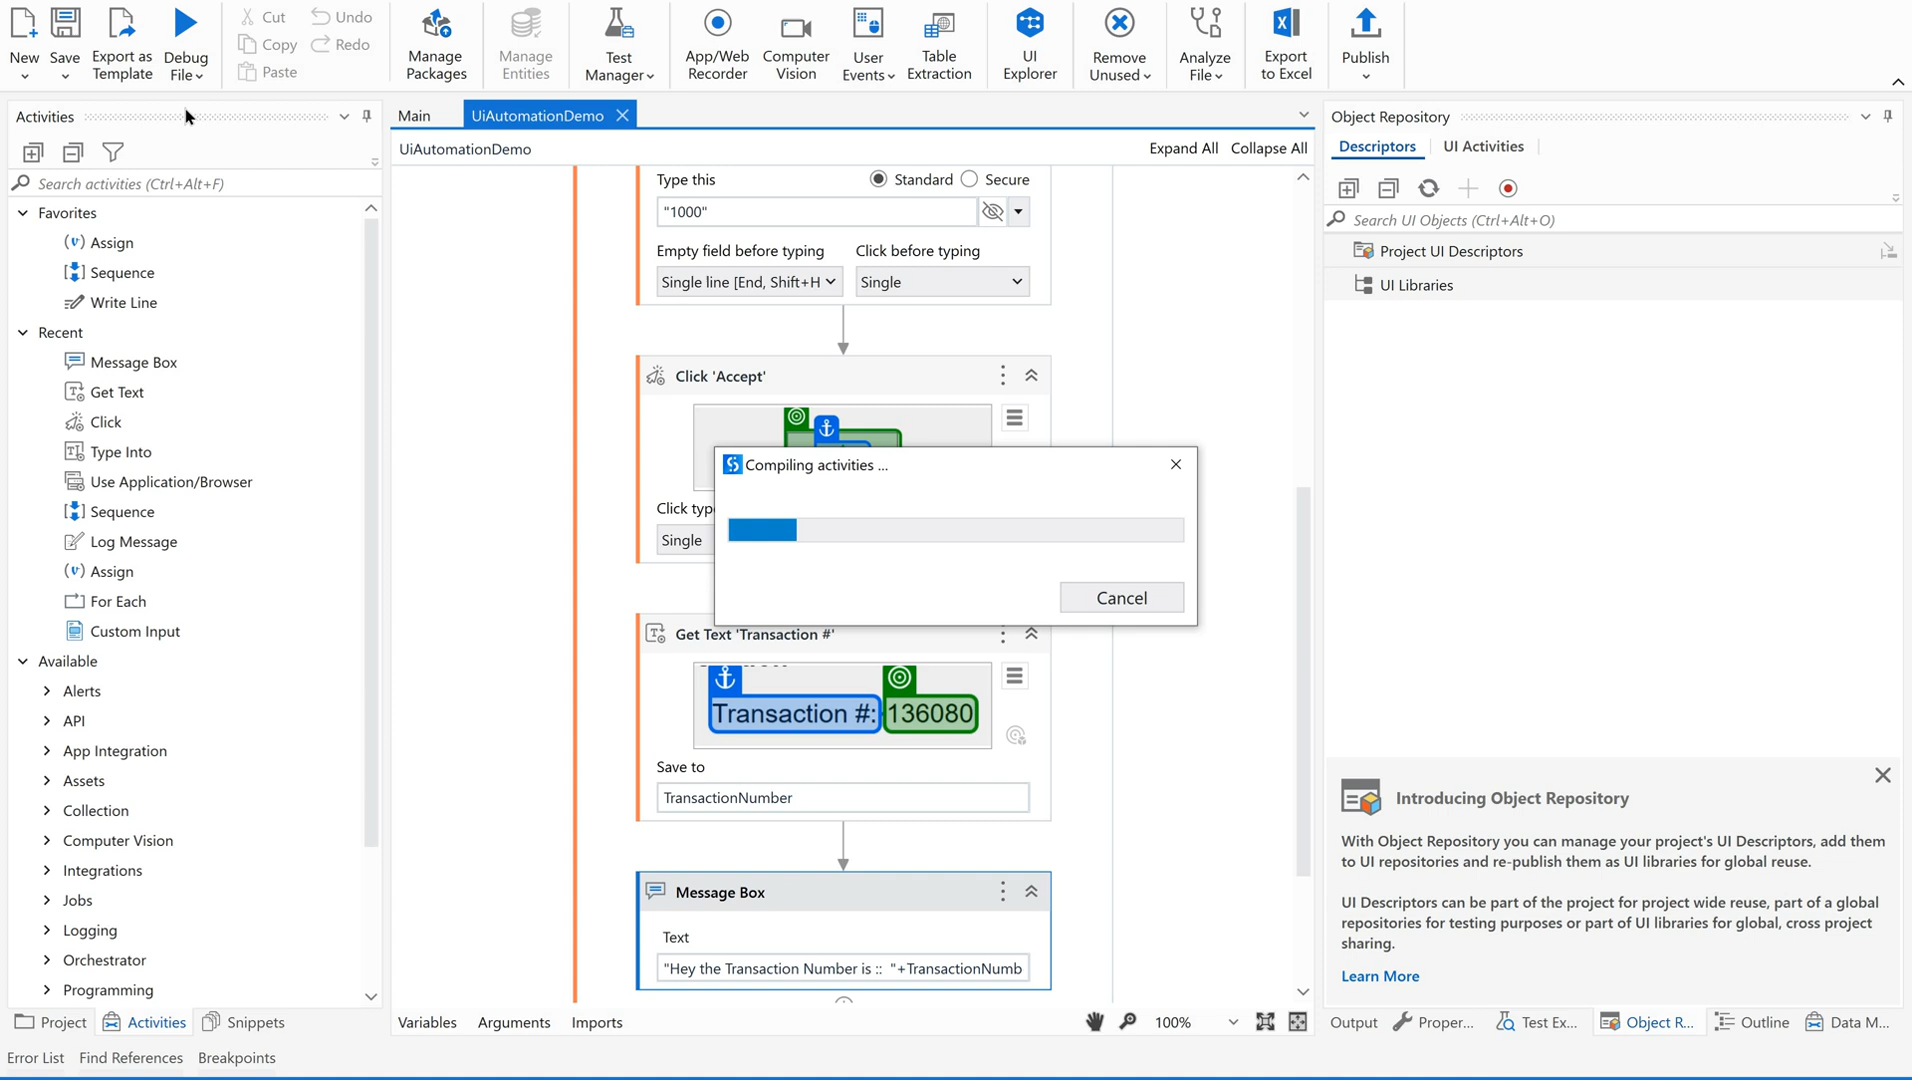 New
Save
Export as
Template
Debug
File
Cut
Copy
Paste
Undo
Redo
Manage
Packages
Manage
Entities
Test
Manager
App/Web
Recorder
Computer
Vision
User
Events
Table
Extraction
UI
Explorer
Remove
Unused
Analyze
File
Export
to Excel
Publish
Activities
Search activities (Ctrl+Alt+F)
Favorites
Assign
Sequence
Write Line
Recent
Message Box
Get Text
Click
Type Into
Use Application/Browser
Sequence
Log Message
Assign
For Each
Custom Input
Available
Alerts
API
App Integration
Assets
Collection
Computer Vision
Integrations
Jobs
Logging
Orchestrator
Programming
Project
Activities
Snippets
Error List
Find References
Breakpoints
Main
UiAutomationDemo
UiAutomationDemo
Expand All
Collapse All
Type this
Standard
Secure
"1000"
Empty field before typing
Click before typing
Single line [End, Shift+H
Single
Click 'Accept'
Click typ
Single
Compiling activities ...
Cancel
Get Text 'Transaction #'
Transaction #:
136080
Save to
TransactionNumber
Message Box
Text
"Hey the Transaction Number is :: "+TransactionNumb
Variables
Arguments
Imports
100%
Object Repository
Descriptors
UI Activities
Search UI Objects (Ctrl+Alt+O)
Project UI Descriptors
UI Libraries
Introducing Object Repository
With Object Repository you can manage your project's UI Descriptors, add them
to UI repositories and re-publish them as UI libraries for global reuse.
UI Descriptors can be part of the project for project wide reuse, part of a global
repositories for testing purposes or part of UI libraries for global, cross project
sharing.
Learn More
Output
Proper...
Test Ex...
Object R...
Outline
Data M...